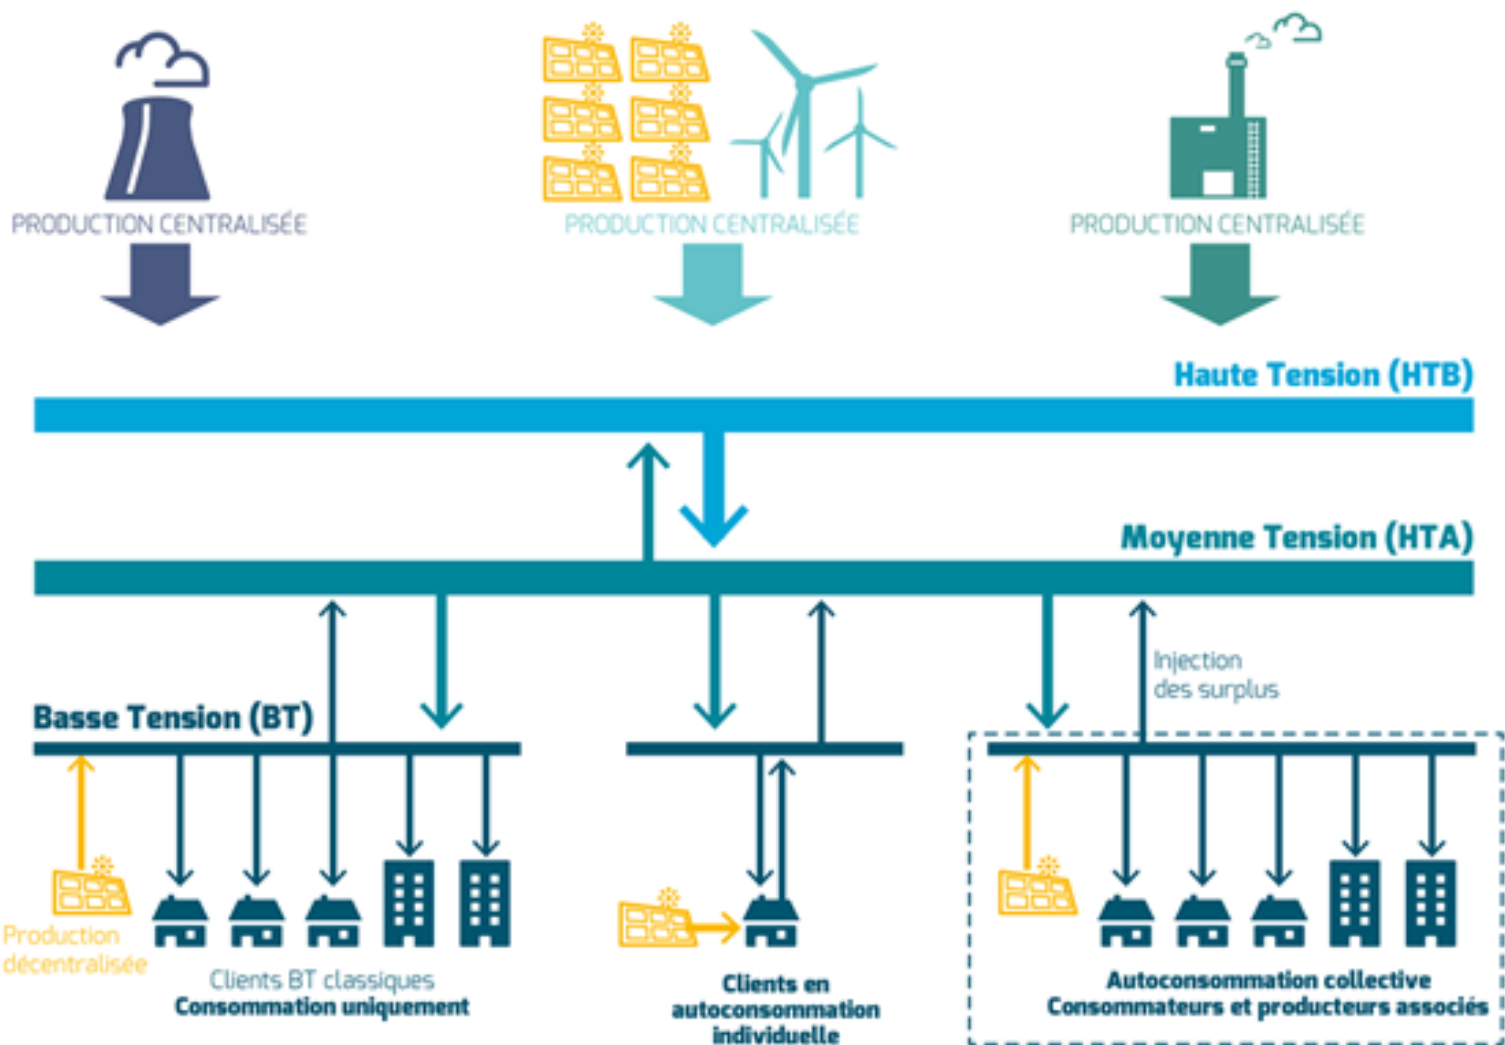 PRODUCTION CENTRALISÉE
PRODUCTION CENTRALISÉE
PRODUCTION CENTRALISÉE
Haute Tension (HTB)
Moyenne Tension (HTA)
Injection
des surplus
Basse Tension (BT)
Production
décentralisée
Clients BT classiques
Consommation uniquement
Clients en
autoconsommation
individuelle
Autoconsommation collective
Consommateurs et producteurs associés